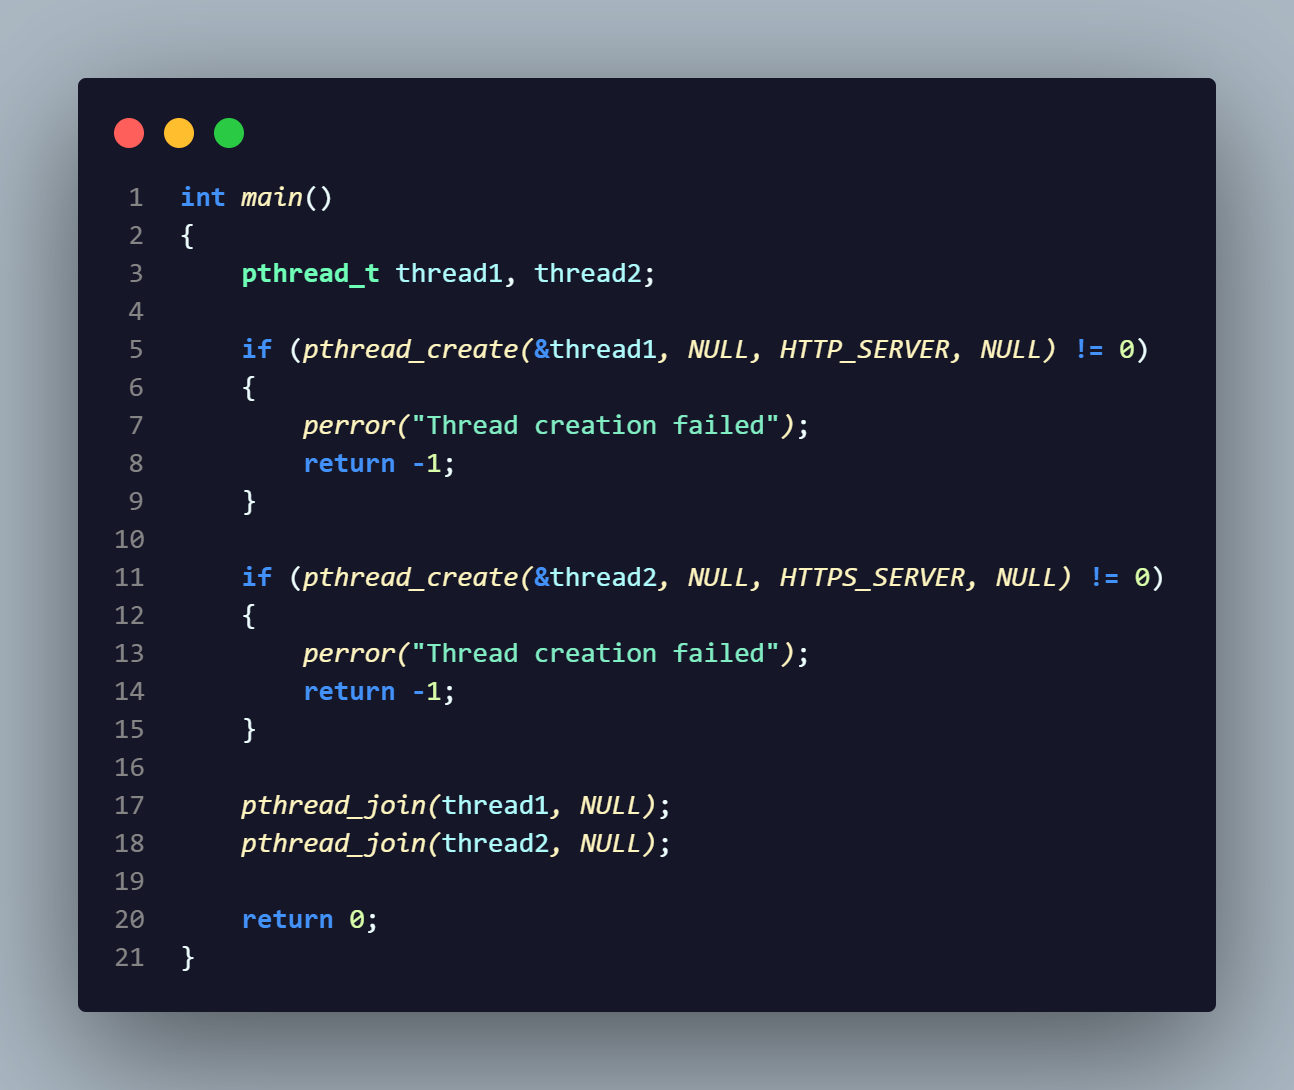 1 int main()
2 {
3     pthread_t thread1, thread2;
4
5     if (pthread_create(&thread1, NULL, HTTP_SERVER, NULL) != 0)
6     {
7         perror("Thread creation failed");
8         return -1;
9     }
10
11     if (pthread_create(&thread2, NULL, HTTPS_SERVER, NULL) != 0)
12     {
13         perror("Thread creation failed");
14         return -1;
15     }
16
17     pthread_join(thread1, NULL);
18     pthread_join(thread2, NULL);
19
20     return 0;
21 }